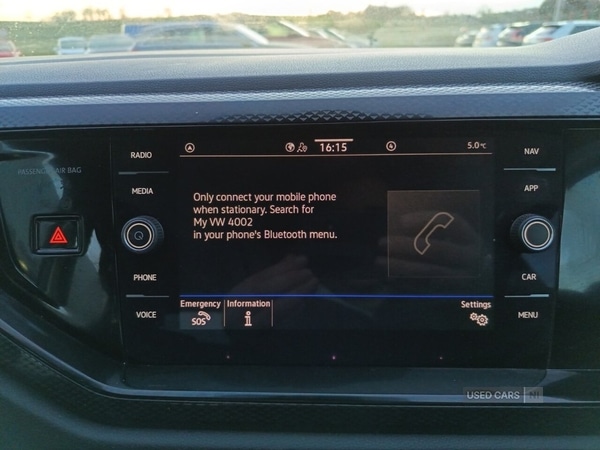 PASSENGER AIR BAG
RADIO
MEDIA
PHONE
VOICE
16:15
5.0°C
Only connect your mobile phone
when stationary. Search for
My VW 4002
in your phone's Bluetooth menu.
Emergency
SOS
Information
Settings
NAV
APP
CAR
MENU
USED CARS NI